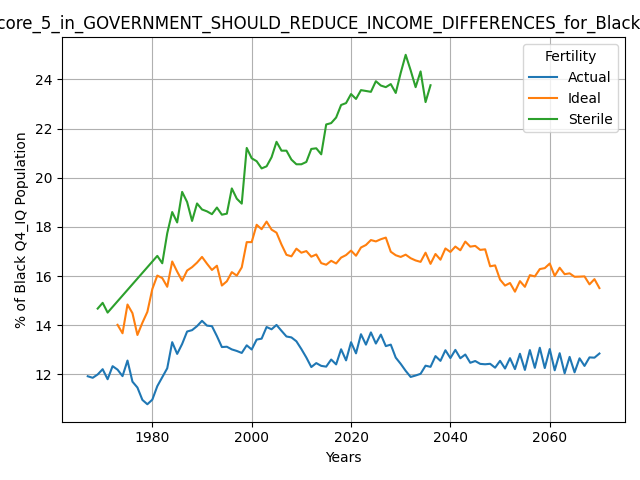 core_5_in_GOVERNMENT_SHOULD_REDUCE_INCOME_DIFFERENCES_for_Black
Fertility
Actual
Ideal
Sterile
% of Black Q4_IQ Population
24
22
20
18
16
14
12
1980
2000
2020
2040
2060
Years